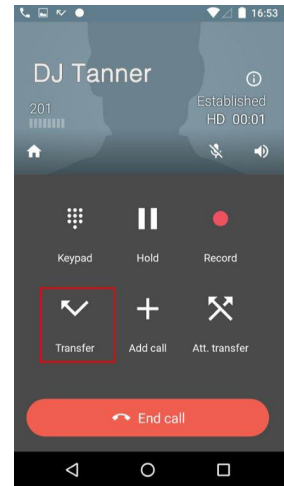 16:53
DJ Tanner
201
Established
HD 00:01
Keypad Hold Record
Transfer Add call Att. transfer
End call